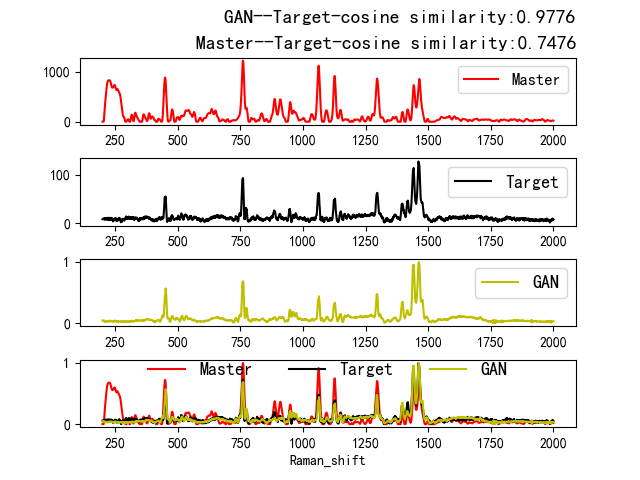 GAN--Target-cosine similarity:0.9776
Master--Target-cosine similarity:0.7476
1000
0
Master
250 500 750 1000 1250 1500 1750 2000
100
0
Target
250 500 750 1000 1250 1500 1750 2000
1
0
GAN
250 500 750 1000 1250 1500 1750 2000
1
0
Master Target GAN
250 500 750 1000 1250 1500 1750 2000
Raman_shift